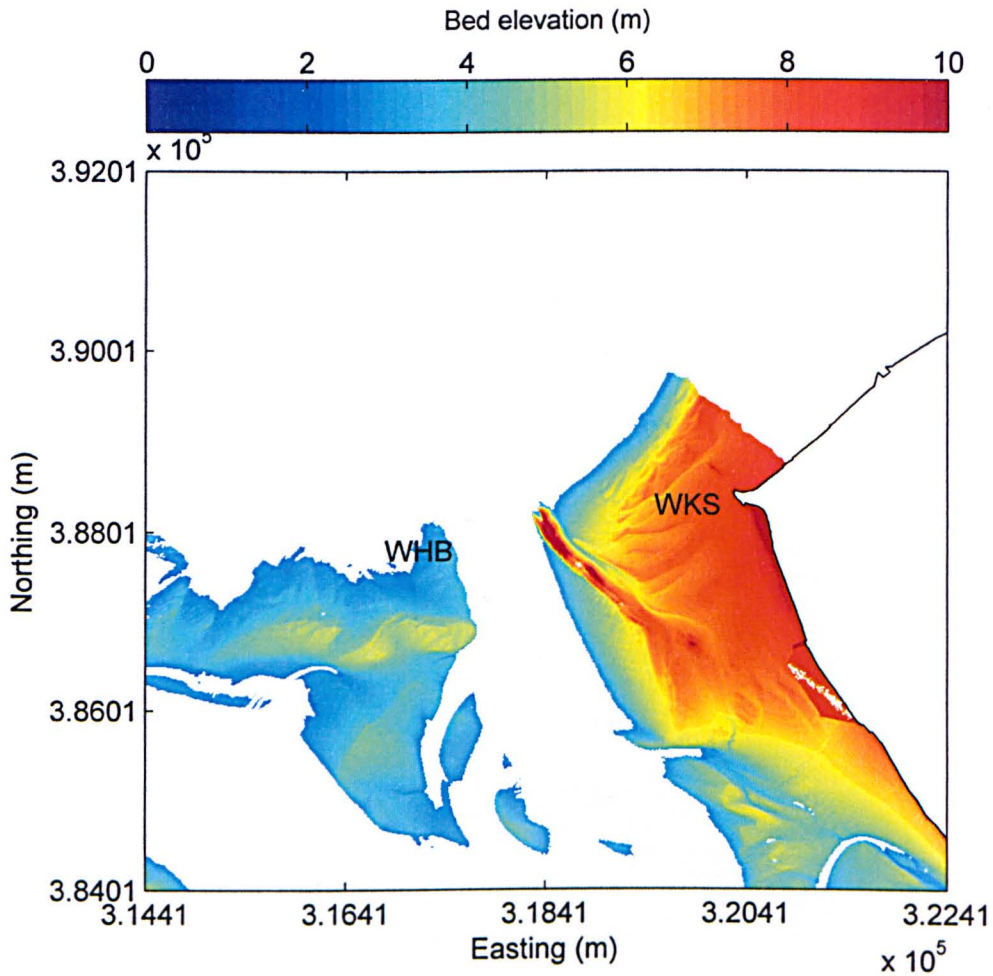 Bed elevation (m)
0 2 4 6 8 10
x 10^5
3.9201
3.9001
WKS
3.8801
WHB
Northing (m)
3.8601
3.8401
3.1441 3.1641 3.1841 3.2041 3.2241
Easting (m)
x 10^5